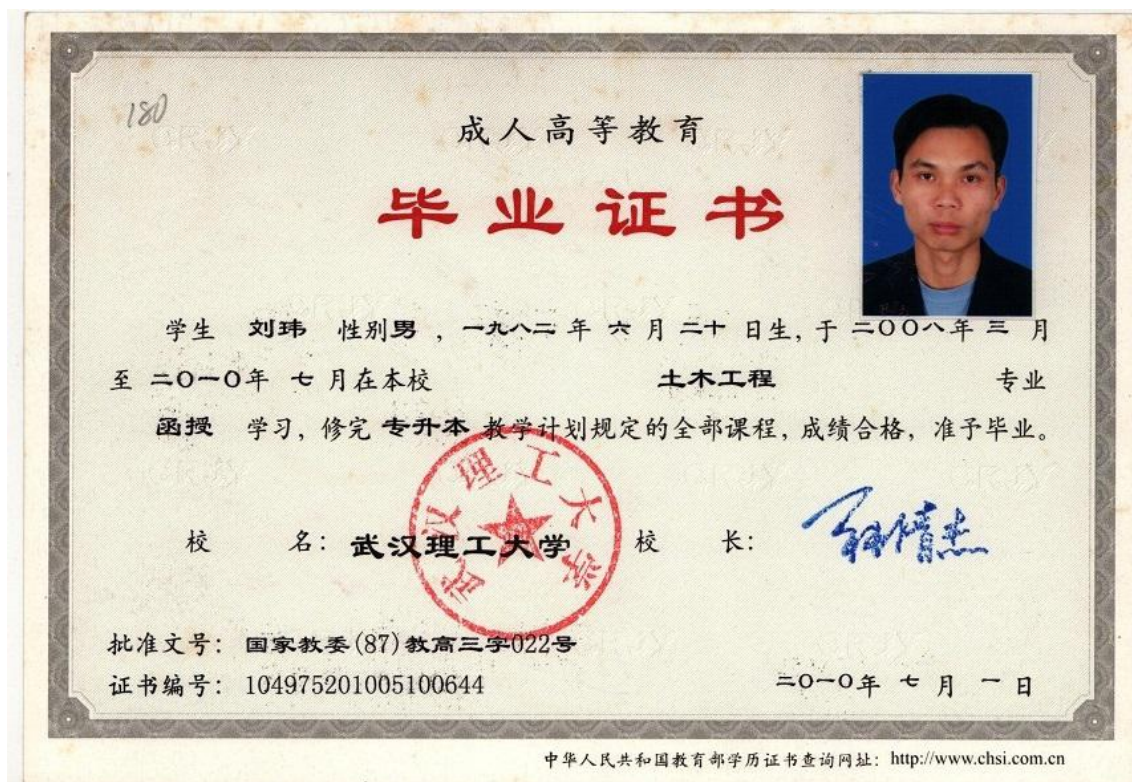 180
成人高等教育
毕业证书
学生 刘玮 性别男，一九八二年 六 月 二十 日生，于 二〇〇八年 三 月
至 二〇一〇年 七 月在本校 土木工程 专业
函授 学习，修完 专升本 教学计划规定的全部课程，成绩合格，准予毕业。
校 名：武汉理工大学 校 长：
武汉理工大学
批准文号：国家教委(87)教高三字022号
证书编号：104975201005100644 二〇一〇年 七 月 一 日
中华人民共和国教育部学历证书查询网址：http://www.chsi.com.cn